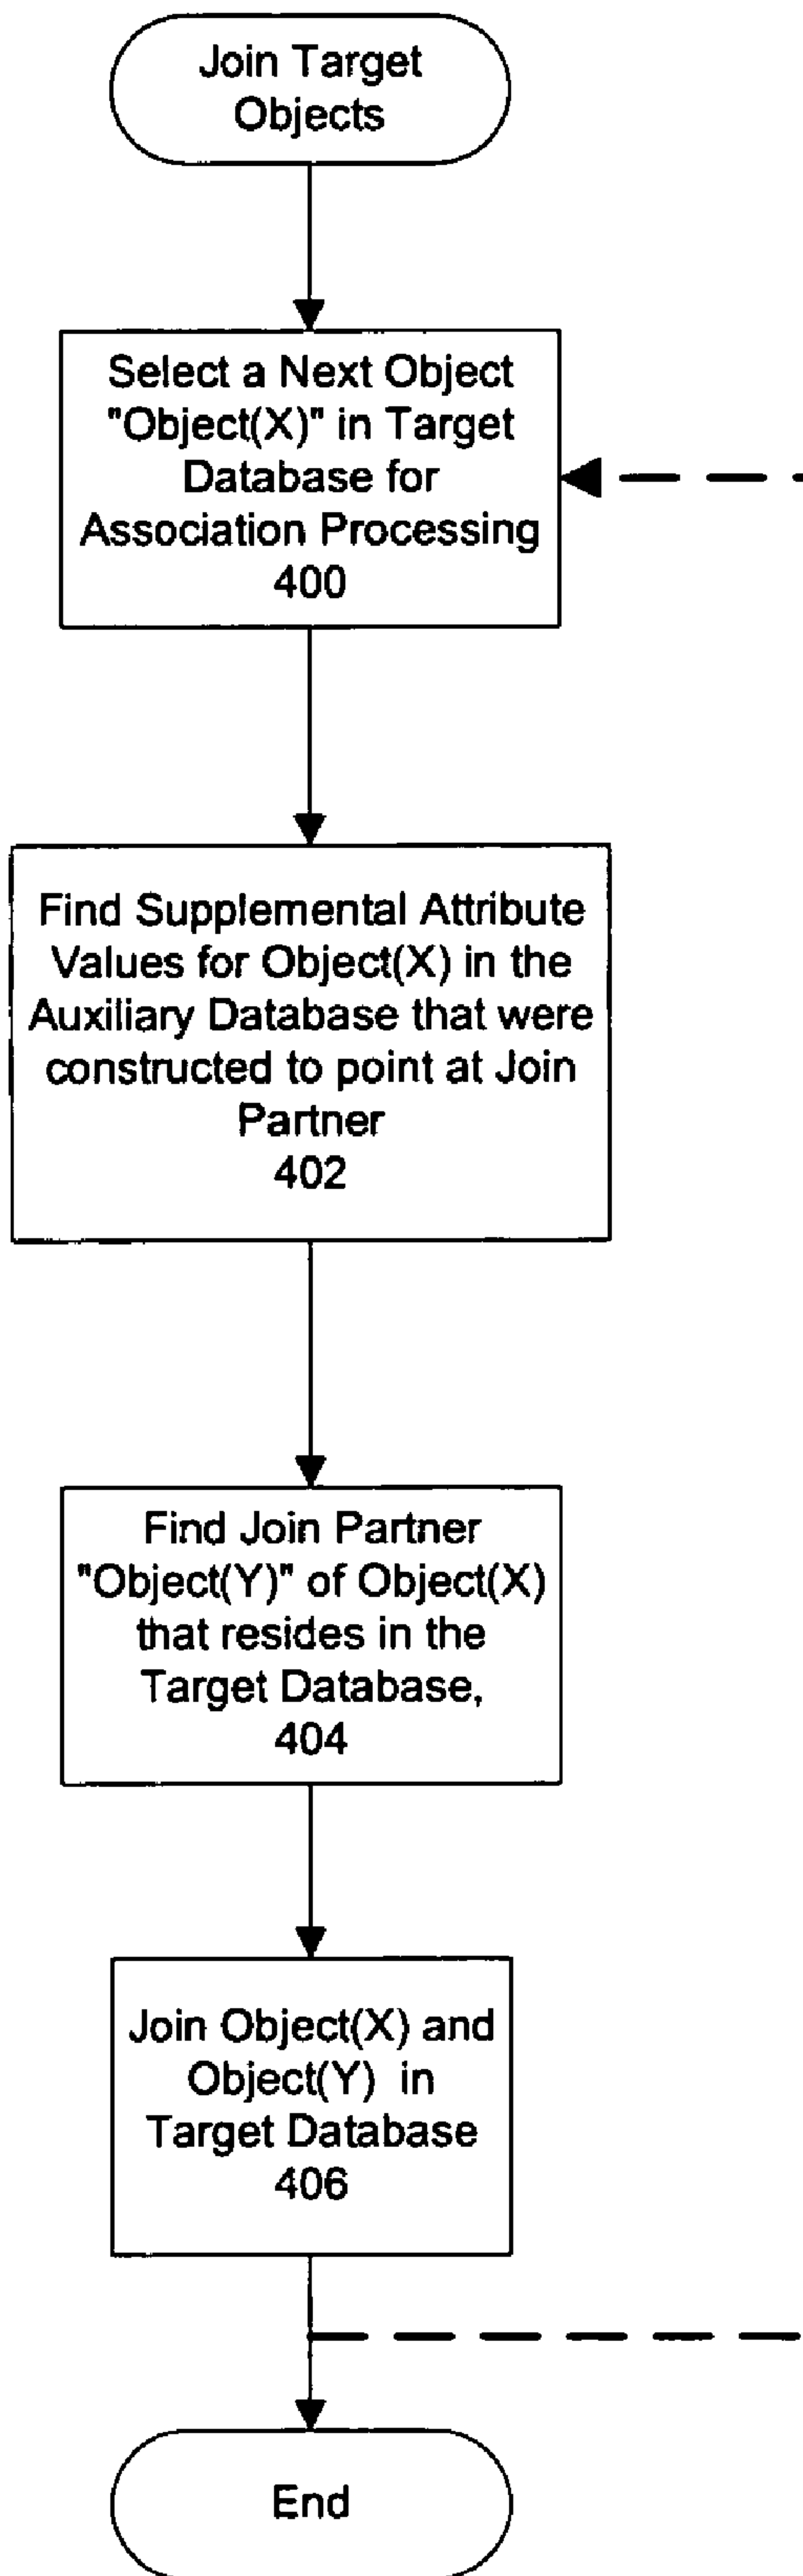 Join Target
Objects
Select a Next Object
"Object(X)" in Target
Database for
Association Processing
400
Find Supplemental Attribute
Values for Object(X) in the
Auxiliary Database that were
constructed to point at Join
Partner
402
Find Join Partner
"Object(Y)" of Object(X)
that resides in the
Target Database,
404
Join Object(X) and
Object(Y) in
Target Database
406
End